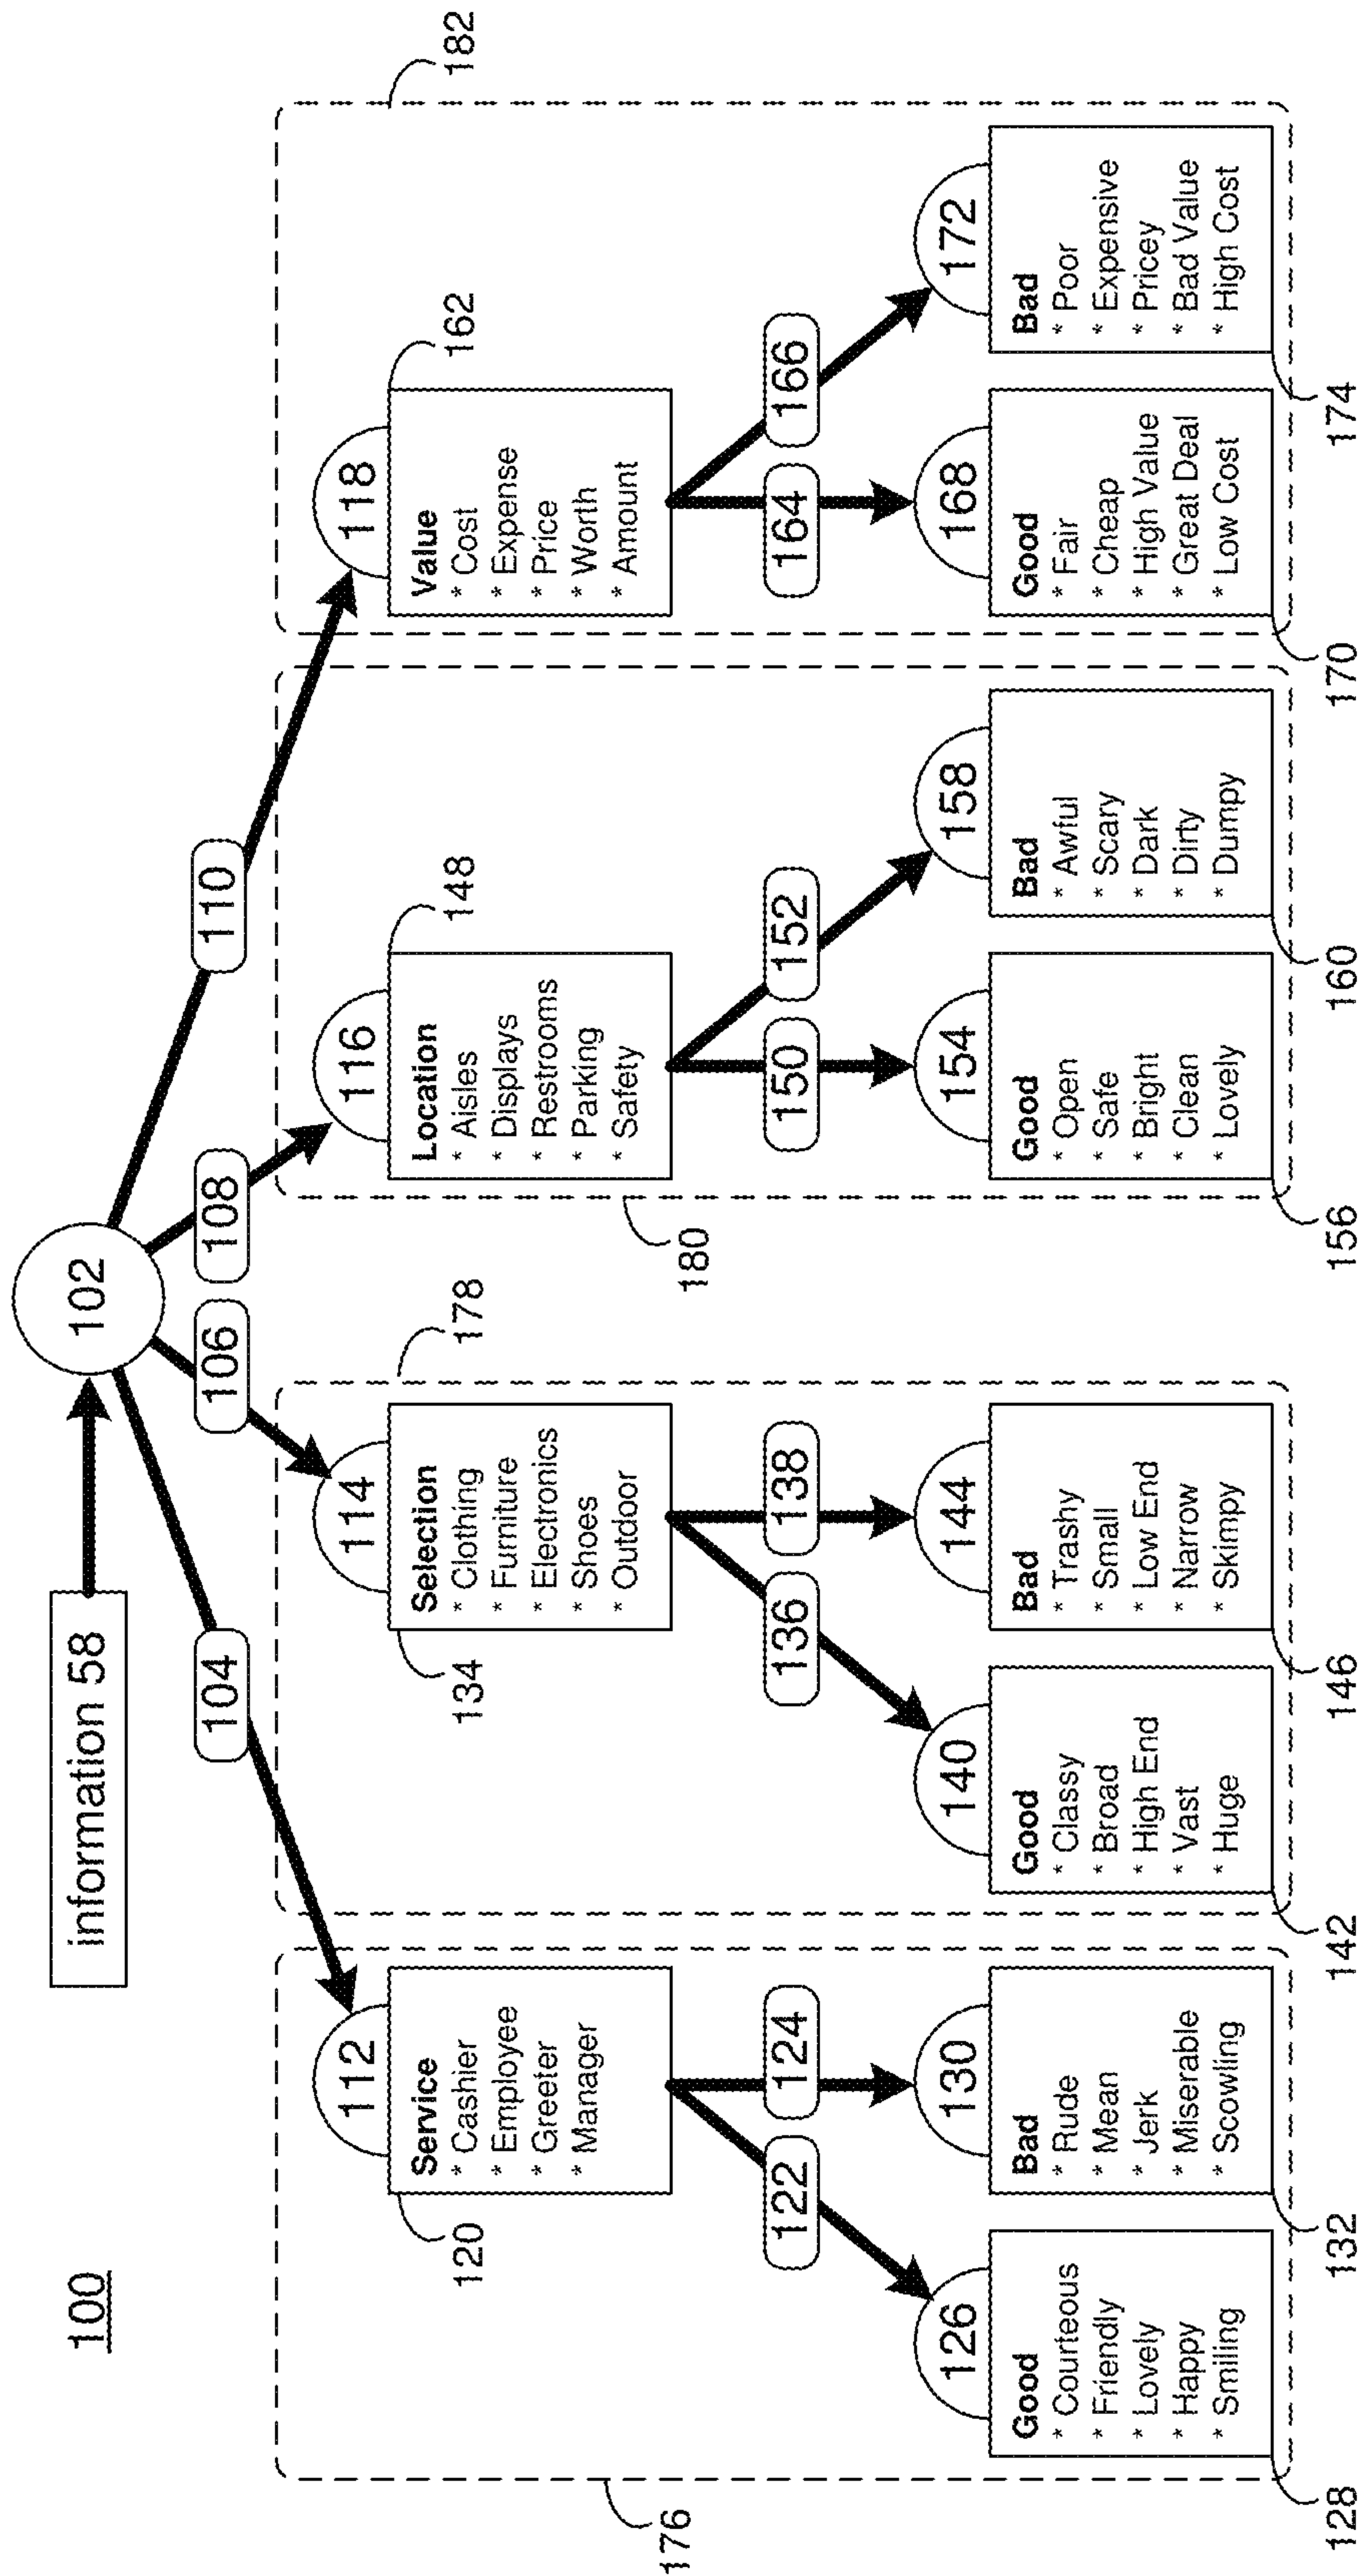 100
information 58
102
104
106
108
110
176
112
Service
* Cashier
* Employee
* Greeter
* Manager
120
122
124
126
Good
* Courteous
* Friendly
* Lovely
* Happy
* Smiling
128
130
Bad
* Rude
* Mean
* Jerk
* Miserable
* Scowling
132
178
114
Selection
* Clothing
* Furniture
* Electronics
* Shoes
* Outdoor
134
136
138
140
Good
* Classy
* Broad
* High End
* Vast
* Huge
142
144
Bad
* Trashy
* Small
* Low End
* Narrow
* Skimpy
146
180
116
Location
* Aisles
* Displays
* Restrooms
* Parking
* Safety
148
150
152
154
Good
* Open
* Safe
* Bright
* Clean
* Lovely
156
158
Bad
* Awful
* Scary
* Dark
* Dirty
* Dumpy
160
182
118
Value
* Cost
* Expense
* Price
* Worth
* Amount
162
164
166
168
Good
* Fair
* Cheap
* High Value
* Great Deal
* Low Cost
170
172
Bad
* Poor
* Expensive
* Pricey
* Bad Value
* High Cost
174